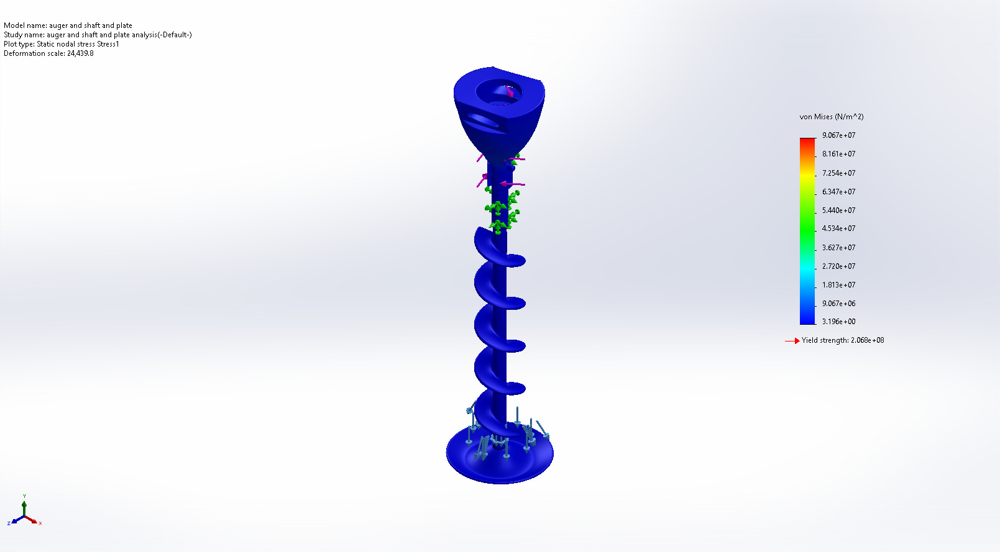 Model name: auger and shaft and plate
Study name: auger and shaft and plate analysis(-Default-)
Plot type: Static nodal stress Stress1
Deformation scale: 24,439.8
von Mises (N/m^2)
9.067e+07
8.161e+07
7.254e+07
6.347e+07
5.440e+07
4.534e+07
3.627e+07
2.720e+07
1.813e+07
9.067e+06
3.196e+00
Yield strength: 2.068e+08
Y
Z
X